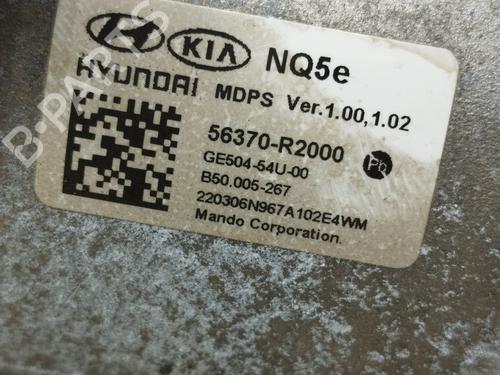 KIA NQ5e
HYUNDAI MDPS Ver.1.00,1.02
56370-R2000 Pb
GE504-54U-00
B50.005-267
220306N967A102E4WM
Mando Corporation.
B-PARTS